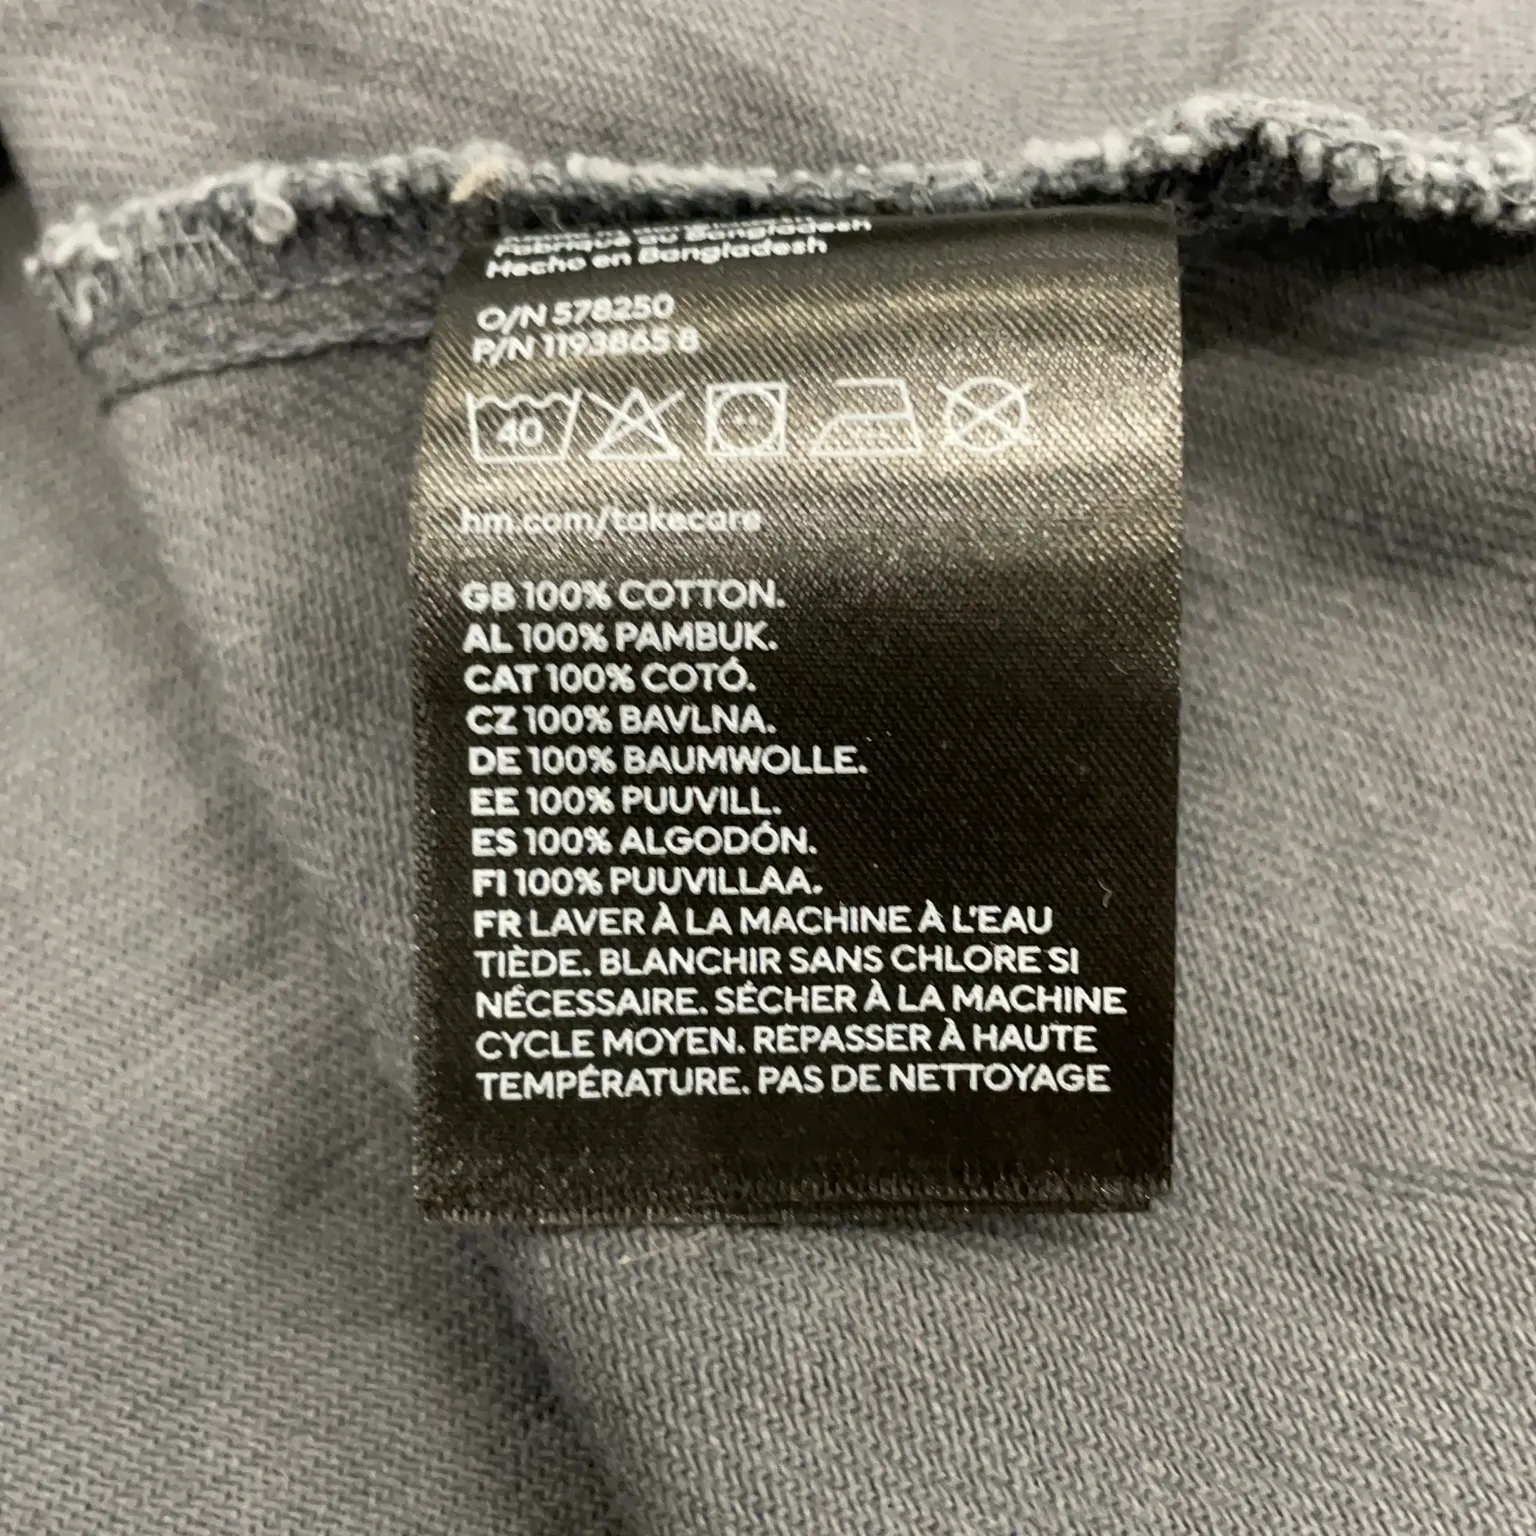 Fabriqué au Bangladesh
Hecho en Bangladesh
O/N 578250
P/N 1193865 8
40
hm.com/takecare
GB 100% COTTON.
AL 100% PAMBUK.
CAT 100% COTÓ.
CZ 100% BAVLNA.
DE 100% BAUMWOLLE.
EE 100% PUUVILL.
ES 100% ALGODÓN.
FI 100% PUUVILLAA.
FR LAVER À LA MACHINE À L'EAU
TIÈDE. BLANCHIR SANS CHLORE SI
NÉCESSAIRE. SÉCHER À LA MACHINE
CYCLE MOYEN. REPASSER À HAUTE
TEMPÉRATURE. PAS DE NETTOYAGE